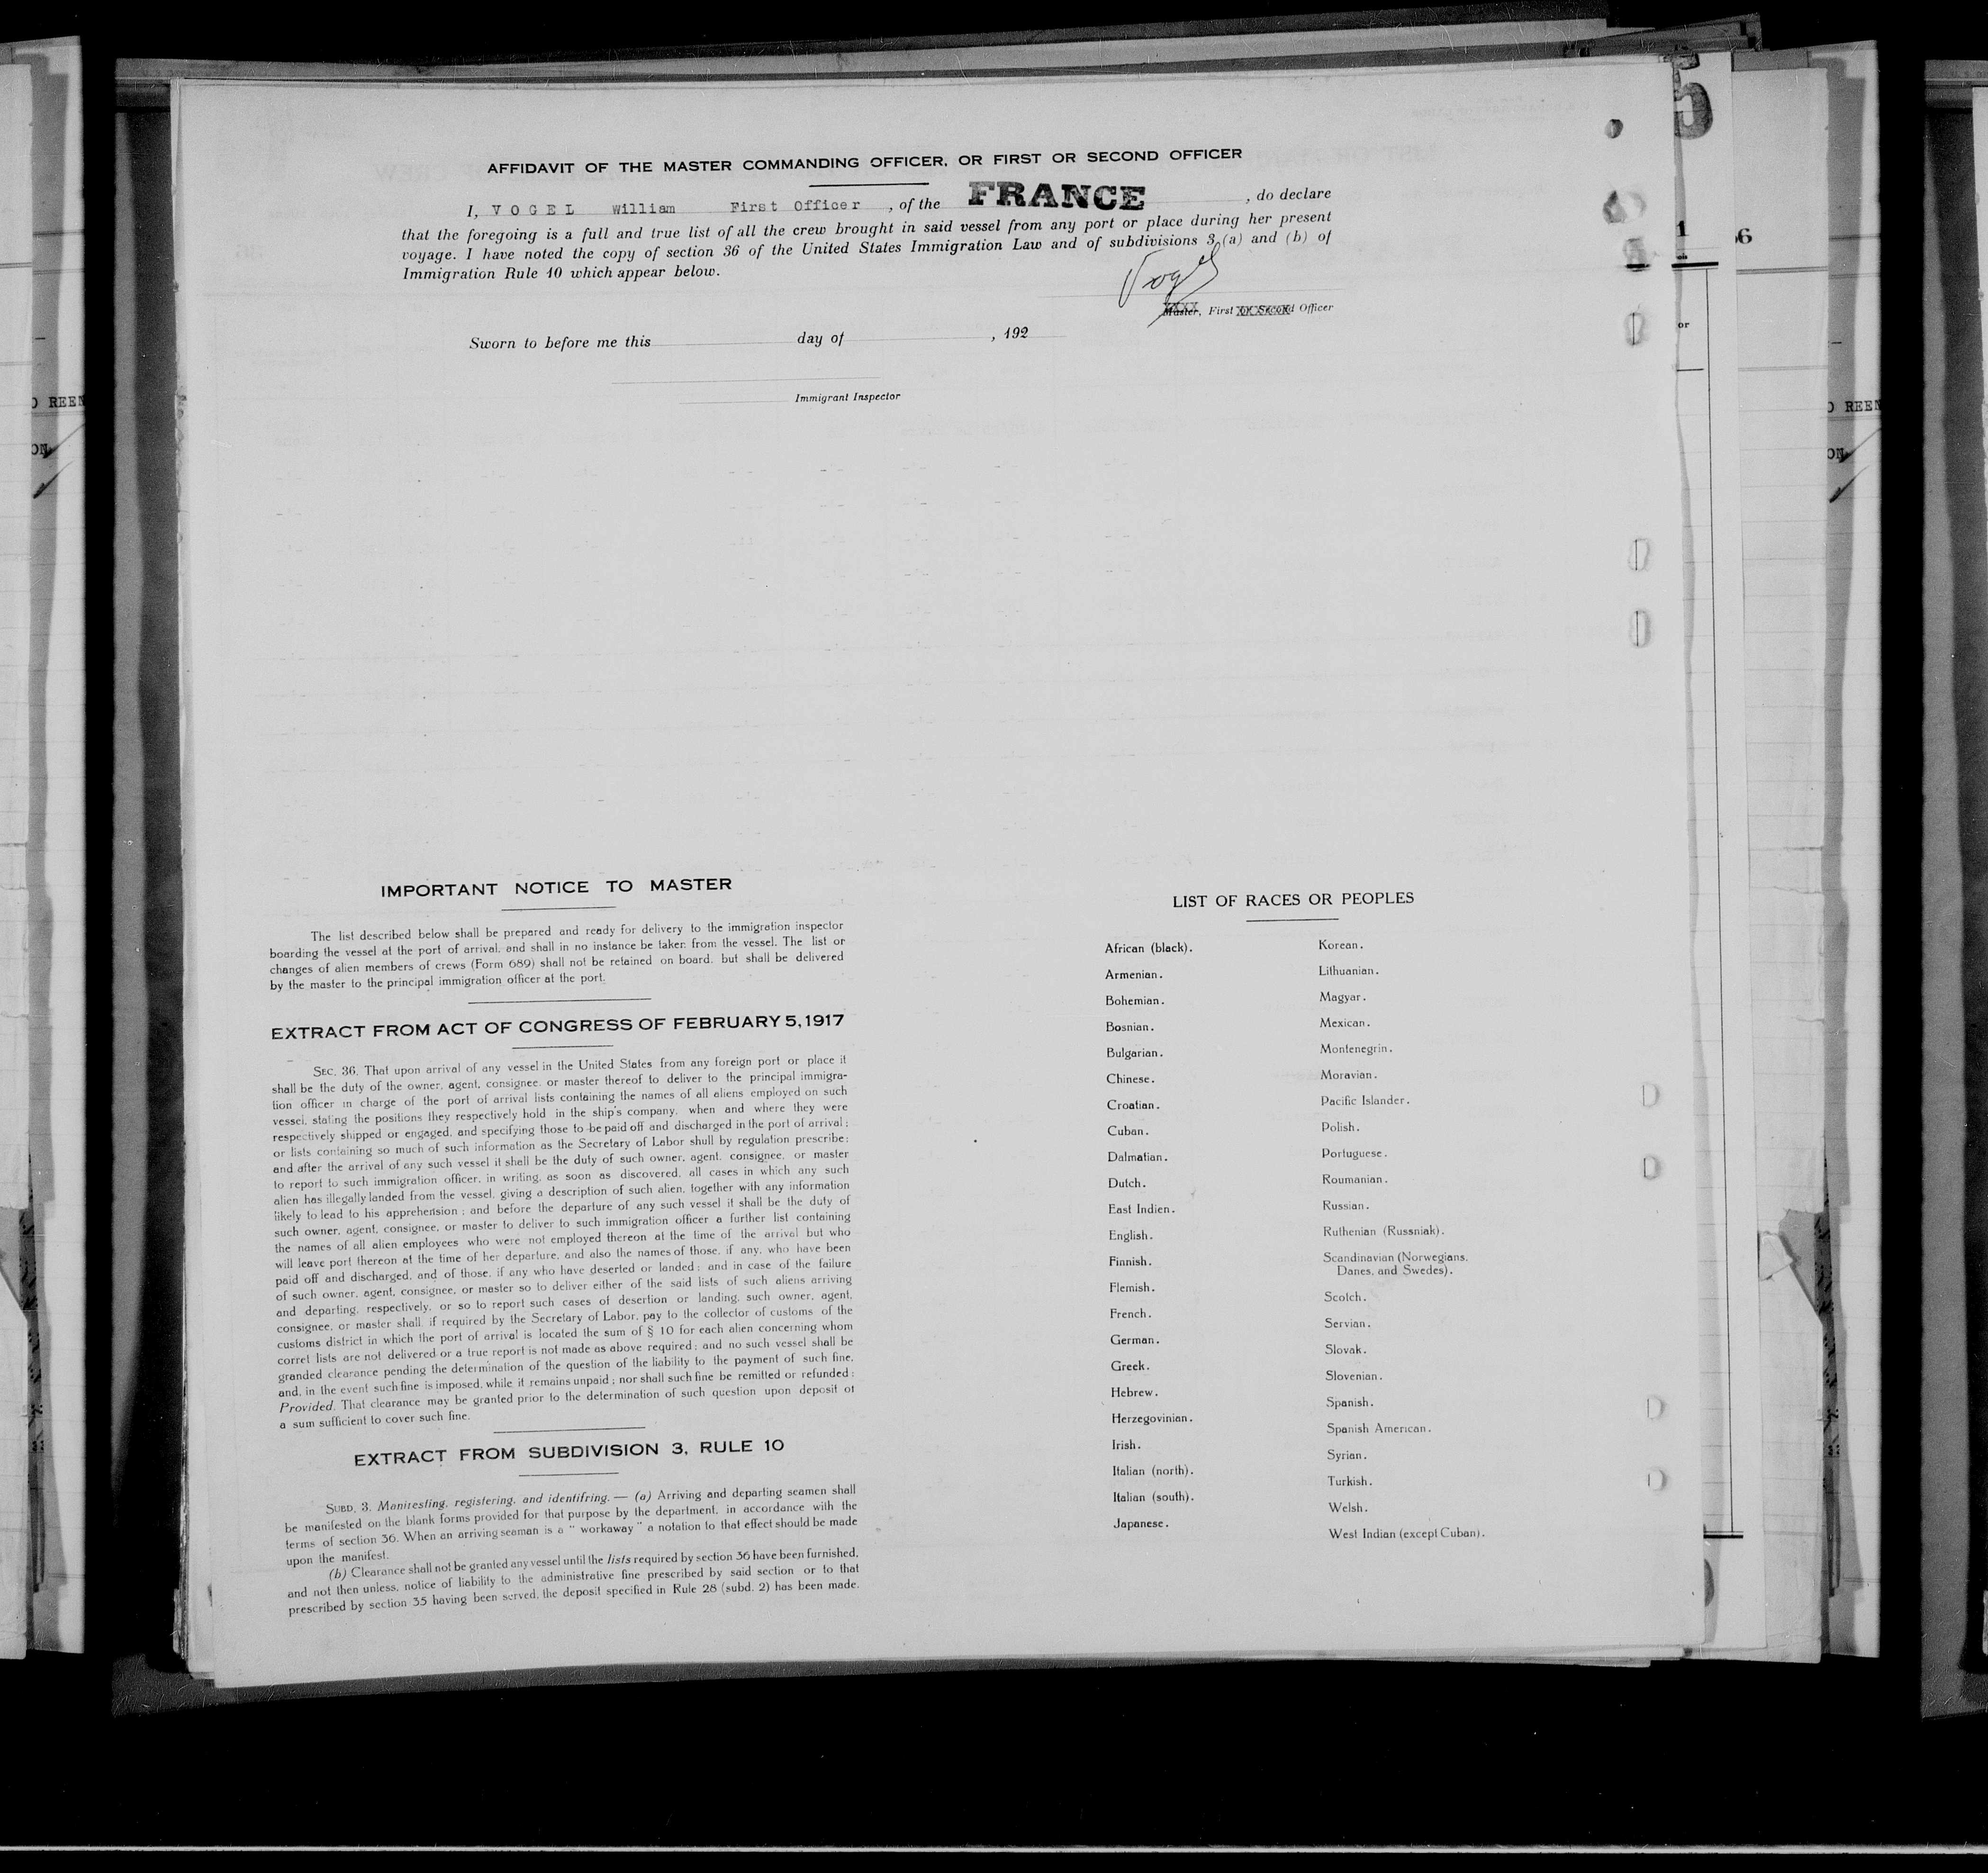 AFFIDAVIT OF THE MASTER COMMANDING OFFICER, OR FIRST OR SECOND OFFICER
I, VOGEL William First Officer , of the FRANCE , do declare
that the foregoing is a full and true list of all the crew brought in said vessel from any port or place during her present
voyage. I have noted the copy of section 36 of the United States Immigration Law and of subdivisions 3 (a) and (b) of
Immigration Rule 10 which appear below.
Vogel
Master, First or Second Officer
Sworn to before me this day of , 192
Immigrant Inspector
IMPORTANT NOTICE TO MASTER
The list described below shall be prepared and ready for delivery to the immigration inspector
boarding the vessel at the port of arrival, and shall in no instance be taken from the vessel. The list or
changes of alien members of crews (Form 689) shall not be retained on board, but shall be delivered
by the master to the principal immigration officer at the port.
EXTRACT FROM ACT OF CONGRESS OF FEBRUARY 5, 1917
SEC. 36. That upon arrival of any vessel in the United States from any foreign port or place it
shall be the duty of the owner, agent, consignee, or master thereof to deliver to the principal immigra-
tion officer in charge of the port of arrival lists containing the names of all aliens employed on such
vessel, stating the positions they respectively hold in the ship's company, when and where they were
respectively shipped or engaged, and specifying those to be paid off and discharged in the port of arrival;
or lists containing so much of such information as the Secretary of Labor shull by regulation prescribe;
and after the arrival of any such vessel it shall be the duty of such owner, agent, consignee, or master
to report to such immigration officer, in writing, as soon as discovered, all cases in which any such
alien has illegally landed from the vessel, giving a description of such alien, together with any information
likely to lead to his apprehension ; and before the departure of any such vessel it shall be the duty of
such owner, agent, consignee, or master to deliver to such immigration officer a further list containing
the names of all alien employees who were not employed thereon at the time of the arrival but who
will leave port thereon at the time of her departure, and also the names of those, if any, who have been
paid off and discharged, and of those, if any who have deserted or landed ; and in case of the failure
of such owner, agent, consignee, or master so to deliver either of the said lists of such aliens arriving
and departing, respectively, or so to report such cases of desertion or landing, such owner, agent,
consignee, or master shall, if required by the Secretary of Labor, pay to the collector of customs of the
customs district in which the port of arrival is located the sum of § 10 for each alien concerning whom
corret lists are not delivered or a true report is not made as above required ; and no such vessel shall be
granded clearance pending the determination of the question of the liability to the payment of such fine,
and, in the event such fine is imposed, while it remains unpaid ; nor shall such fine be remitted or refunded :
Provided, That clearance may be granted prior to the determination of such question upon deposit of
a sum sufficient to cover such fine.
EXTRACT FROM SUBDIVISION 3, RULE 10
SUBD. 3. Manifesting, registering, and identifring. — (a) Arriving and departing seamen shall
be manifested on the blank forms provided for that purpose by the department, in accordance with the
terms of section 36. When an arriving seaman is a " workaway " a notation to that effect should be made
upon the manifest.
(b) Clearance shall not be granted any vessel until the lists required by section 36 have been furnished,
and not then unless, notice of liability to the administrative fine prescribed by said section or to that
prescribed by section 35 having been served, the deposit specified in Rule 28 (subd. 2) has been made.
LIST OF RACES OR PEOPLES
African (black).
Armenian.
Bohemian.
Bosnian.
Bulgarian.
Chinese.
Croatian.
Cuban.
Dalmatian.
Dutch.
East Indien.
English.
Finnish.
Flemish.
French.
German.
Greek.
Hebrew.
Herzegovinian.
Irish.
Italian (north).
Italian (south).
Japanese.
Korean.
Lithuanian.
Magyar.
Mexican.
Montenegrin.
Moravian.
Pacific Islander.
Polish.
Portuguese.
Roumanian.
Russian.
Ruthenian (Russniak).
Scandinavian (Norwegians,
Danes, and Swedes).
Scotch.
Servian.
Slovak.
Slovenian.
Spanish.
Spanish American.
Syrian.
Turkish.
Welsh.
West Indian (except Cuban).
5
1
6
or
REEN
ON
REEN
ON